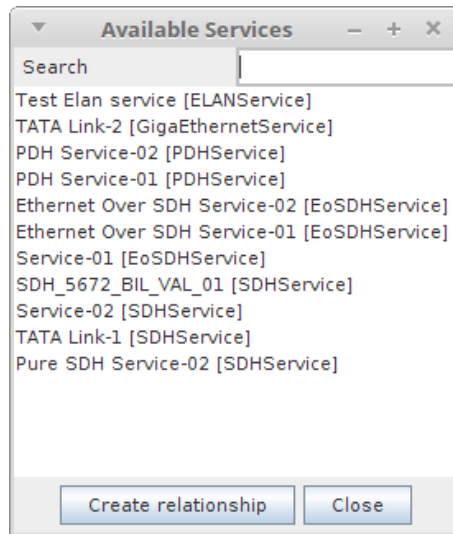 Available Services
Search
Test Elan service [ELANService]
TATA Link-2 [GigaEthernetService]
PDH Service-02 [PDHService]
PDH Service-01 [PDHService]
Ethernet Over SDH Service-02 [EoSDHService]
Ethernet Over SDH Service-01 [EoSDHService]
Service-01 [EoSDHService]
SDH_5672_BIL_VAL_01 [SDHService]
Service-02 [SDHService]
TATA Link-1 [SDHService]
Pure SDH Service-02 [SDHService]
Create relationship Close